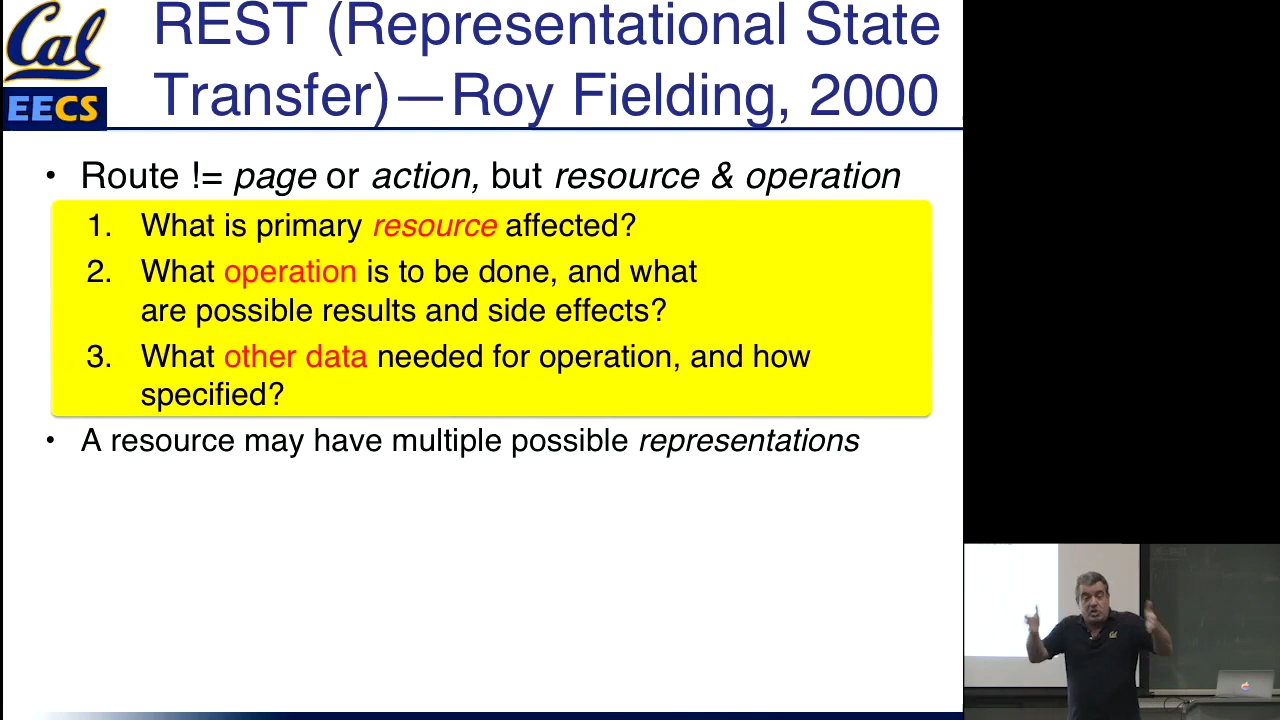 Cal
EECS
REST (Representational State
Transfer)—Roy Fielding, 2000
• Route != page or action, but resource & operation
1. What is primary resource affected?
2. What operation is to be done, and what
are possible results and side effects?
3. What other data needed for operation, and how
specified?
• A resource may have multiple possible representations
Cal